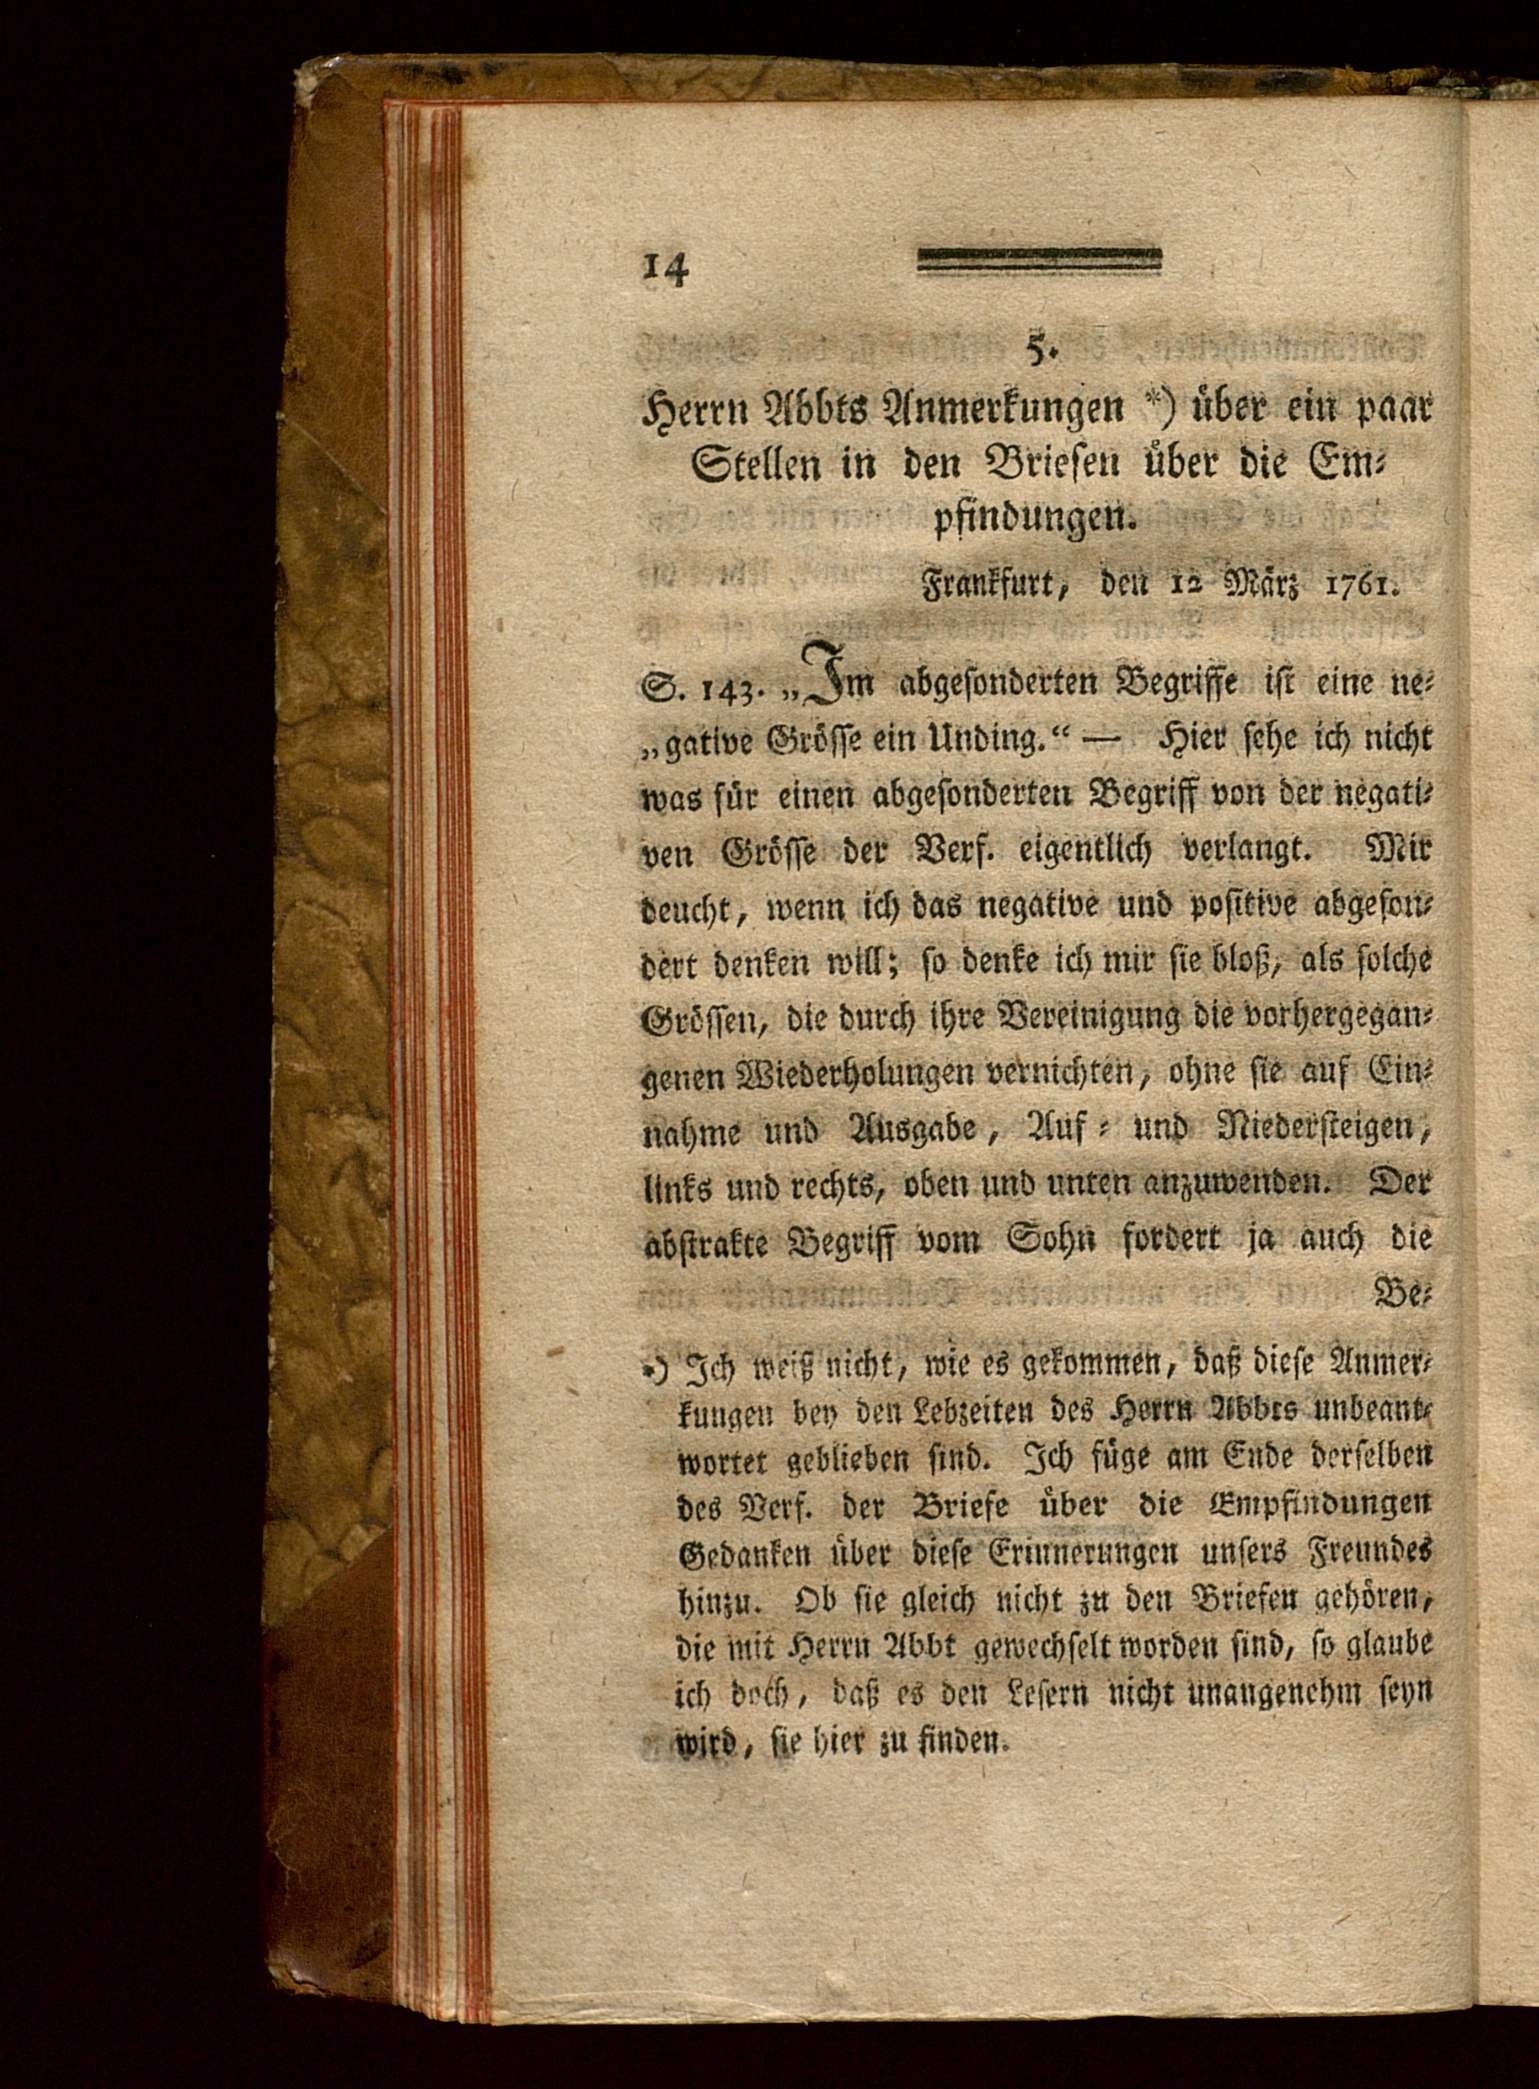 14
5.
Herrn Abbts Anmerkungen *) über ein paar
Stellen in den Briefen über die Em-
pfindungen.
Frankfurt, den 12 März 1761.
S. 143. „Im abgesonderten Begriffe ist eine ne-
„gative Grösse ein Unding.“ — Hier sehe ich nicht
was für einen abgesonderten Begriff von der negati-
ven Grösse der Verf. eigentlich verlangt. Mir
deucht, wenn ich das negative und positive abgeson-
dert denken will; so denke ich mir sie bloß, als solche
Grössen, die durch ihre Vereinigung die vorhergegan-
genen Wiederholungen vernichten, ohne sie auf Ein-
nahme und Ausgabe, Auf- und Niedersteigen,
links und rechts, oben und unten anzuwenden. Der
abstrakte Begriff vom Sohn fordert ja auch die
Be-
*) Ich weiß nicht, wie es gekommen, daß diese Anmer-
kungen bey den Lebzeiten des Herrn Abbts unbeant-
wortet geblieben sind. Ich füge am Ende derselben
des Verf. der Briefe über die Empfindungen
Gedanken über diese Erinnerungen unsers Freundes
hinzu. Ob sie gleich nicht zu den Briefen gehören,
die mit Herrn Abbt gewechselt worden sind, so glaube
ich doch, daß es den Lesern nicht unangenehm seyn
wird, sie hier zu finden.